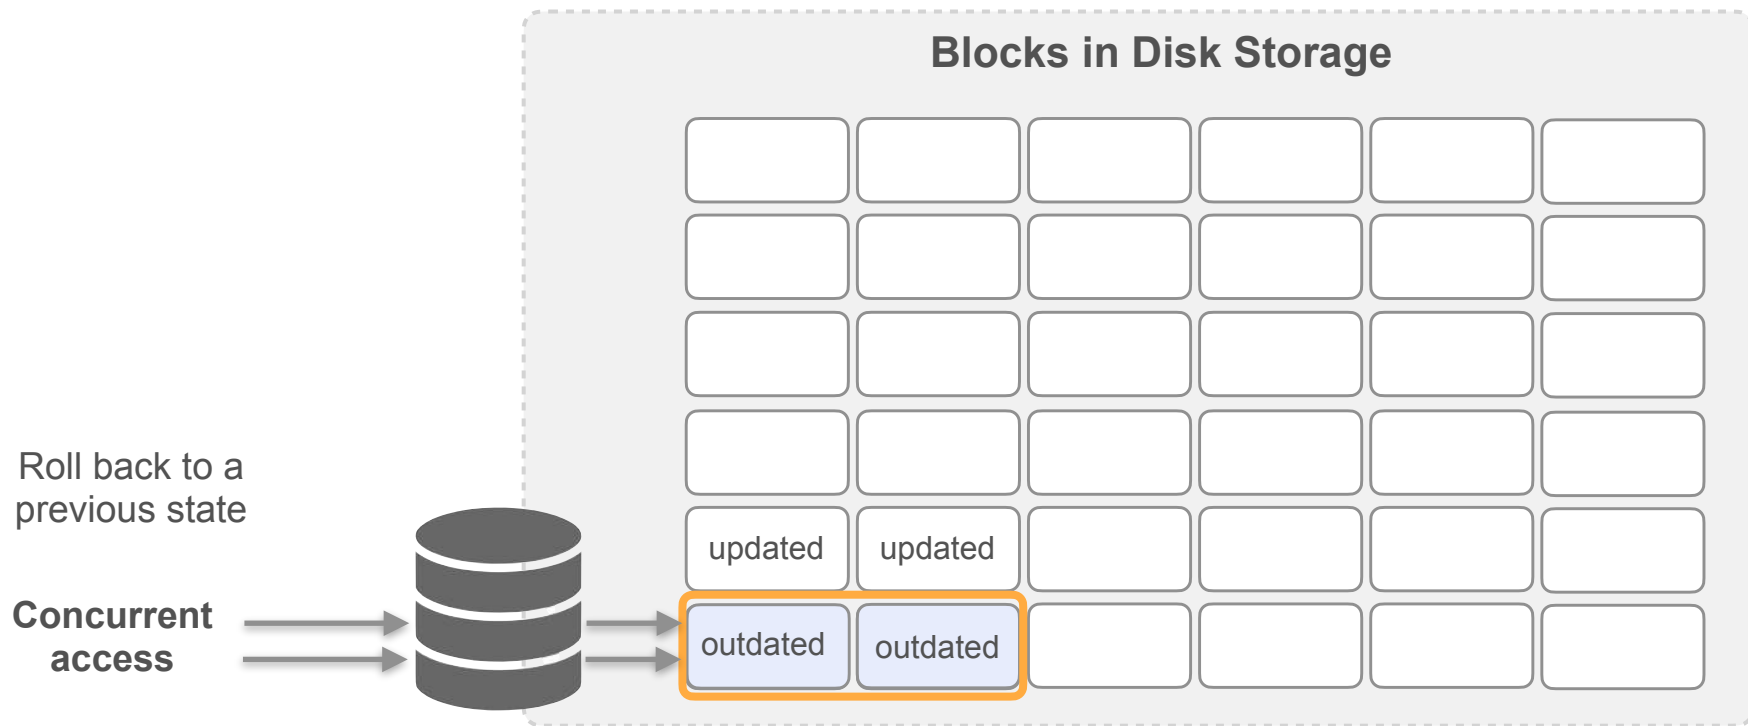 Blocks in Disk Storage
Roll back to a
previous state
updated
updated
Concurrent
access
outdated
outdated